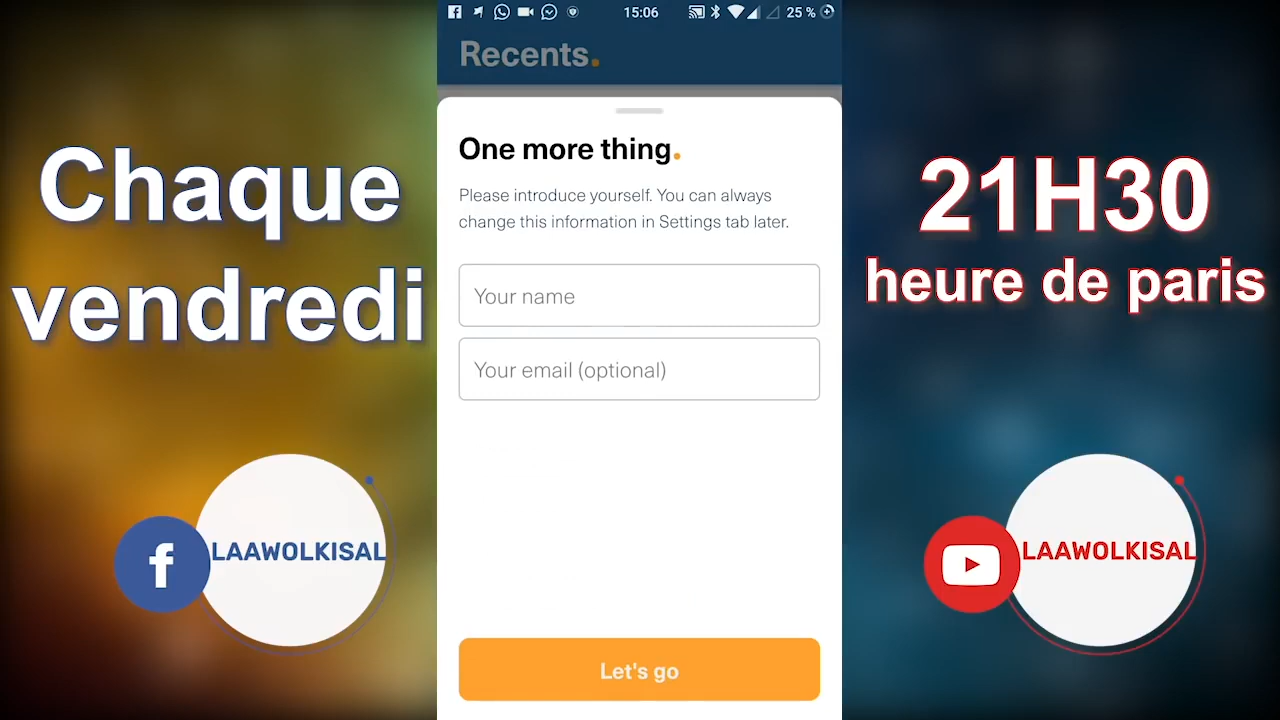 Chaque
vendredi
LAAWOLKISAL
15:06
25 %
Recents.
One more thing.
Please introduce yourself. You can always
change this information in Settings tab later.
Your name
Your email (optional)
Let's go
21H30
heure de paris
LAAWOLKISAL